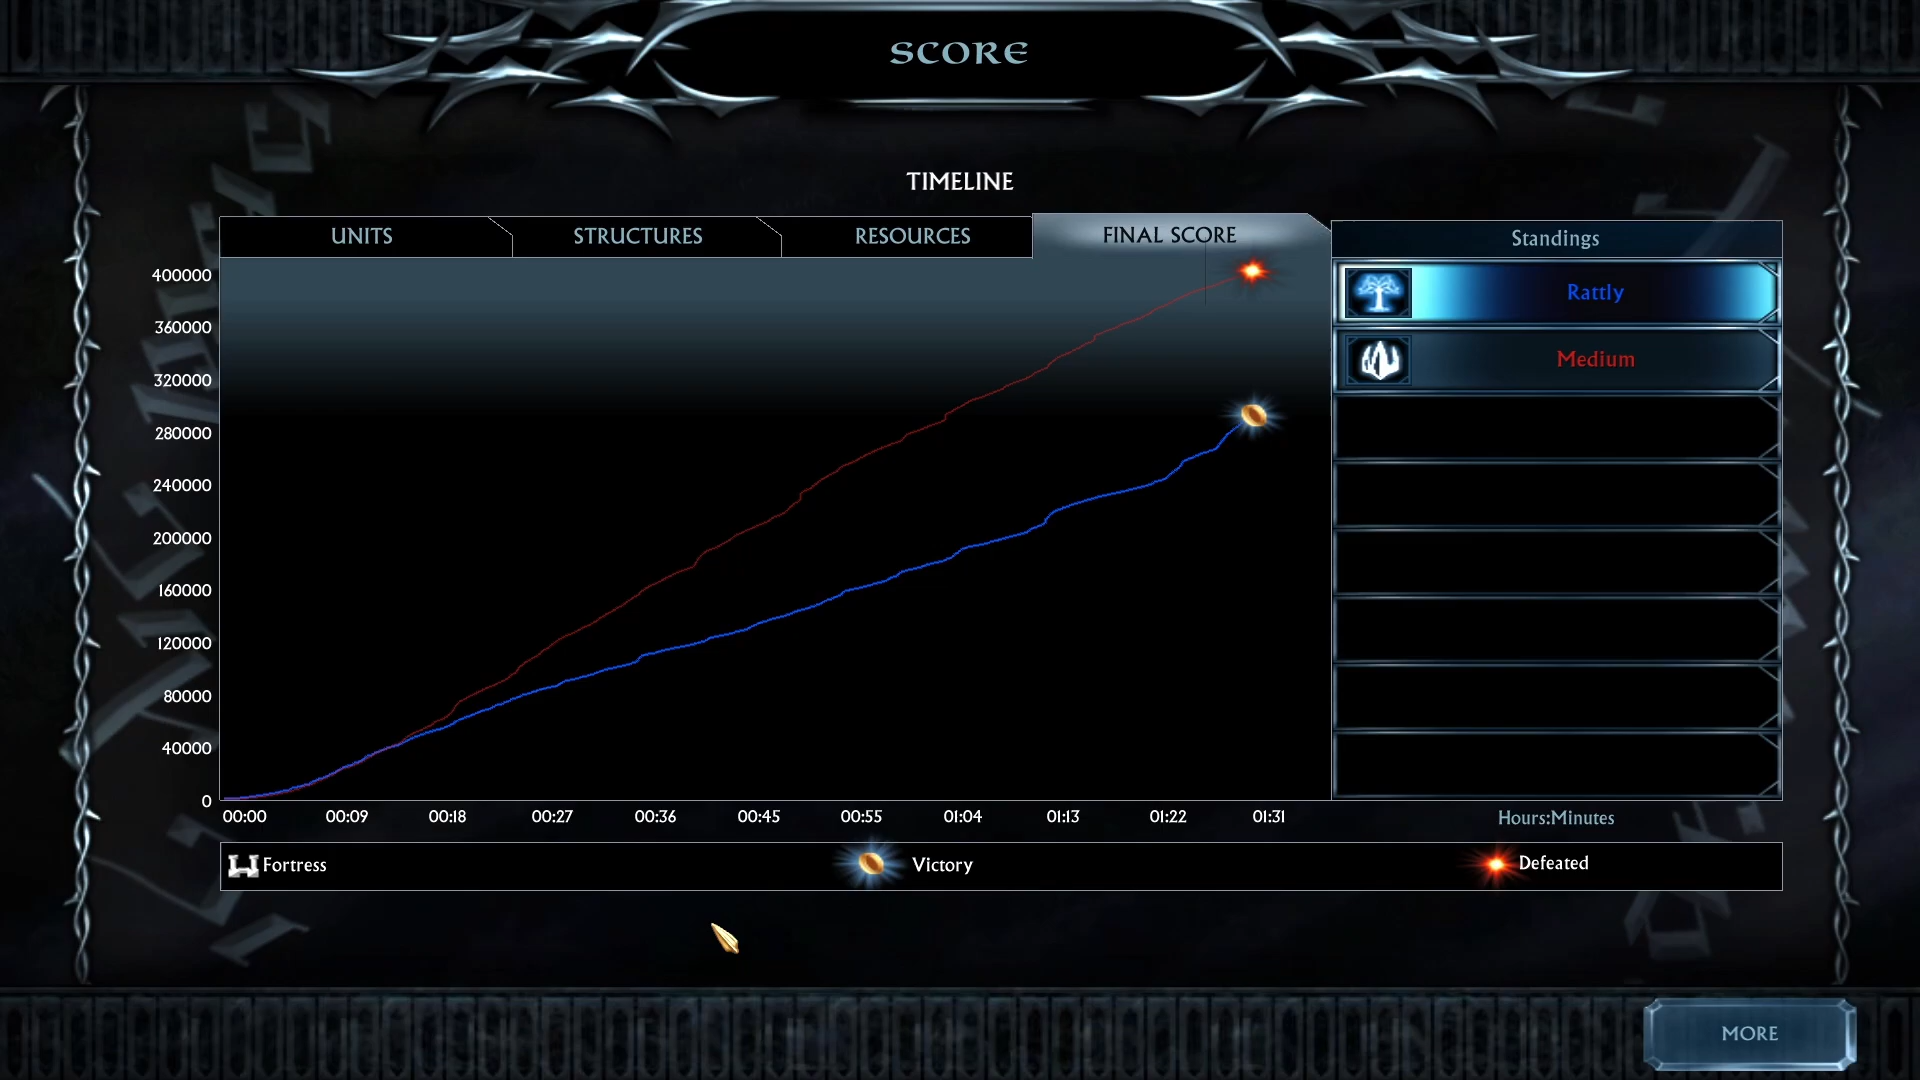 SCORE
TIMELINE
UNITS STRUCTURES RESOURCES FINAL SCORE Standings
400000
360000
320000
280000
240000
200000
160000
120000
80000
40000
0
Rattly
Medium
00:00 00:09 00:18 00:27 00:36 00:45 00:55 01:04 01:13 01:22 01:31 Hours:Minutes
Fortress Victory Defeated
MORE